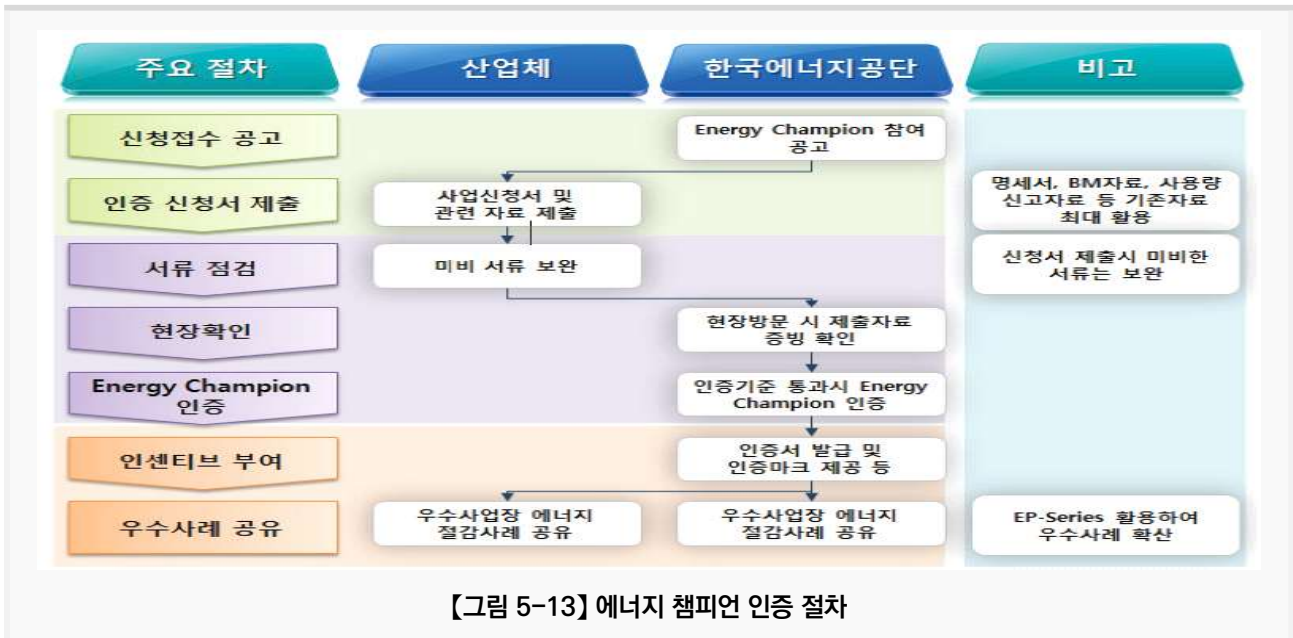 주요 절차
산업체
한국에너지공단
비고
신청접수 공고
Energy Champion 참여
공고
인증 신청서 제출
사업신청서 및
관련 자료 제출
명세서, BM자료, 사용량
신고자료 등 기존자료
최대 활용
서류 점검
미비 서류 보완
신청서 제출시 미비한
서류는 보완
현장확인
현장방문 시 제출자료
증빙 확인
Energy Champion
인증
인증기준 통과시 Energy
Champion 인증
인센티브 부여
인증서 발급 및
인증마크 제공 등
우수사례 공유
우수사업장 에너지
절감사례 공유
우수사업장 에너지
절감사례 공유
EP-Series 활용하여
우수사례 확산
【그림 5-13】 에너지 챔피언 인증 절차